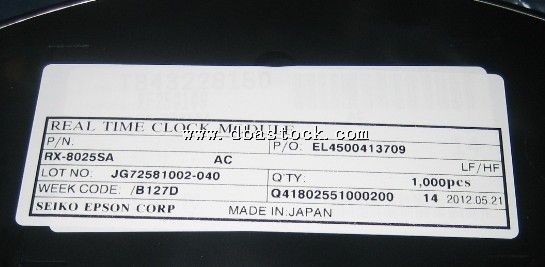 www.dbastock.com
REAL TIME CLOCK MODULE
P/N. P/O. EL4500413709
RX-8025SA AC LF/HF
LOT NO. JG72581002-040 Q'TY. 1,000pcs
WEEK CODE. /B127D Q41802551000200 14 2012.05.21
SEIKO EPSON CORP MADE IN JAPAN